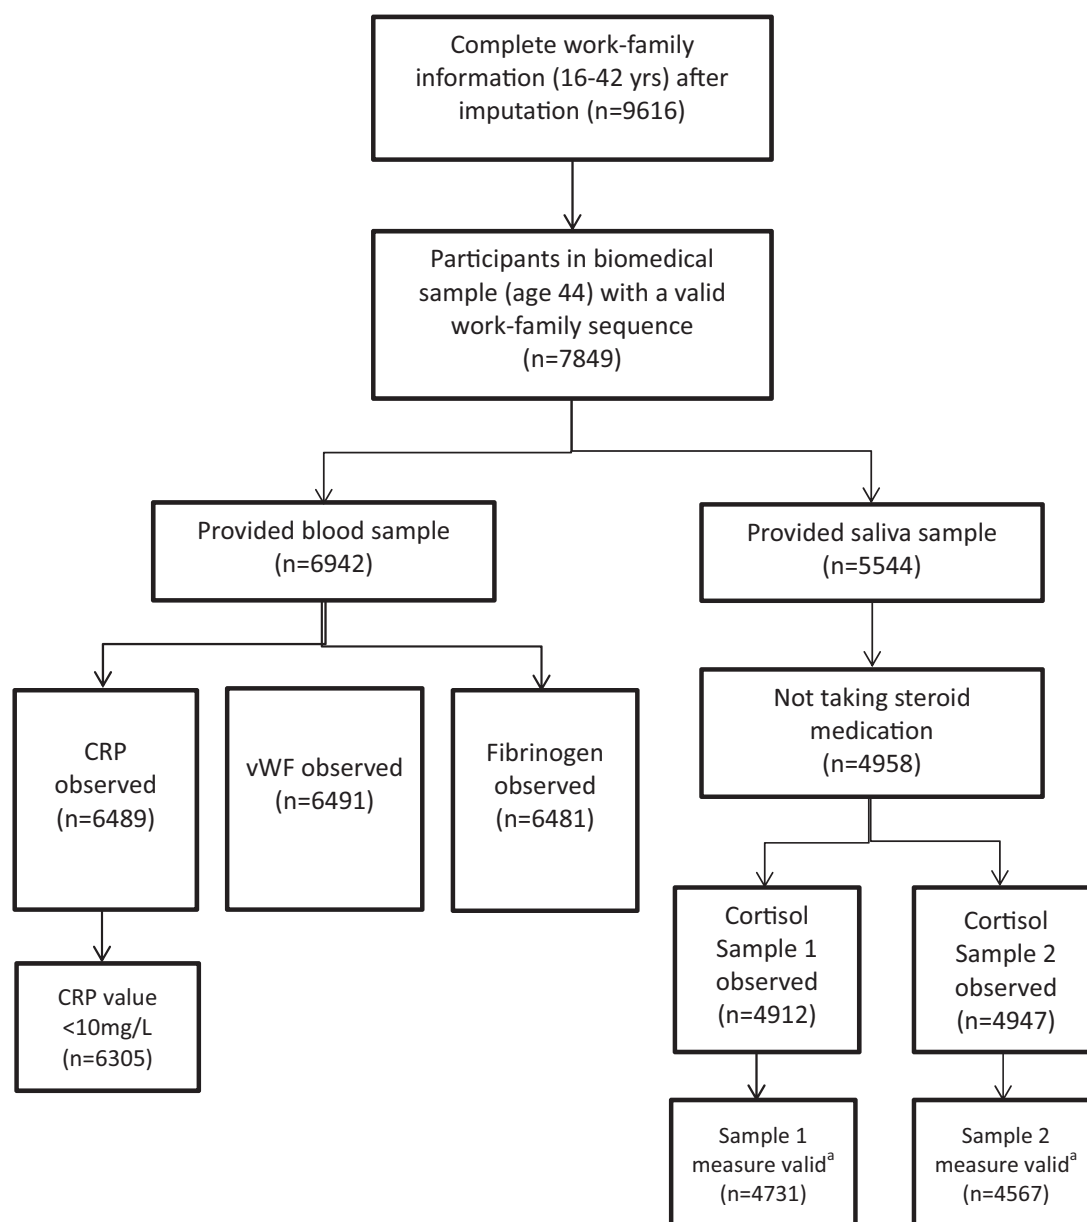 Complete work-family
information (16-42 yrs) after
imputation (n=9616)
Participants in biomedical
sample (age 44) with a valid
work-family sequence
(n=7849)
Provided blood sample
(n=6942)
Provided saliva sample
(n=5544)
CRP
observed
(n=6489)
vWF observed
(n=6491)
Fibrinogen
observed
(n=6481)
Not taking steroid
medication
(n=4958)
CRP value
<10mg/L
(n=6305)
Cortisol
Sample 1
observed
(n=4912)
Cortisol
Sample 2
observed
(n=4947)
Sample 1
measure valid^a
(n=4731)
Sample 2
measure valid^a
(n=4567)